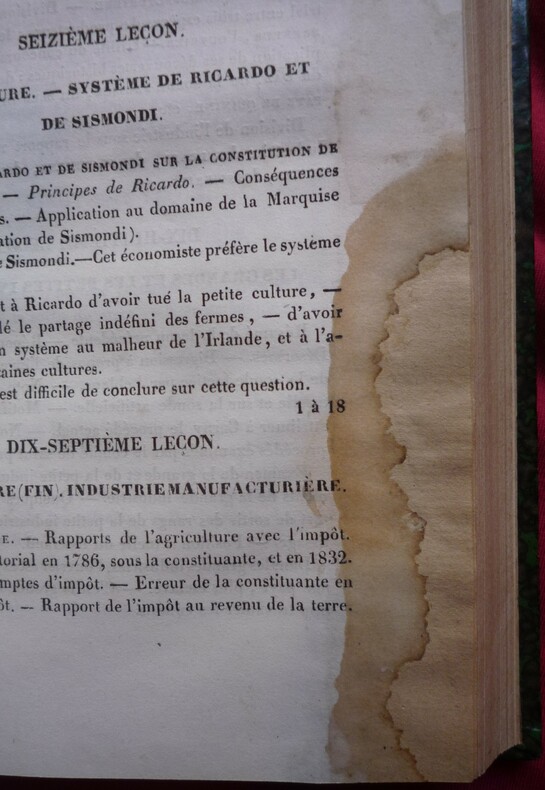 SEIZIÈME LEÇON.
URE. — SYSTÈME DE RICARDO ET
DE SISMONDI.
ARDO ET DE SISMONDI SUR LA CONSTITUTION DE
— Principes de Ricardo. — Conséquences
s. — Application au domaine de la Marquise
ation de Sismondi).
e Sismondi.—Cet économiste préfère le système
t à Ricardo d'avoir tué la petite culture, —
lé le partage indéfini des fermes, — d'avoir
n système au malheur de l'Irlande, et à l'a-
aines cultures.
est difficile de conclure sur cette question.
1 à 18
DIX-SEPTIÈME LEÇON.
RE (FIN). INDUSTRIE MANUFACTURIÈRE.
E. — Rapports de l'agriculture avec l'impôt.
torial en 1786, sous la constituante, et en 1832.
mptes d'impôt. — Erreur de la constituante en
ôt. — Rapport de l'impôt au revenu de la terre.